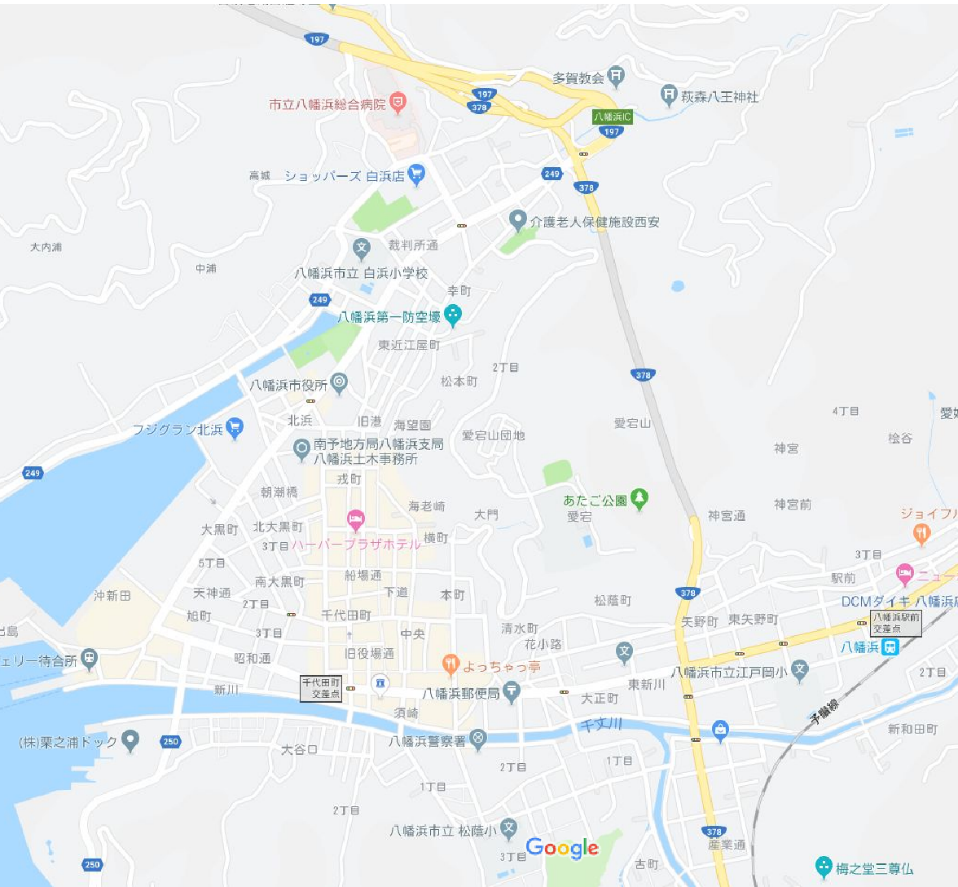 197
多賀教会
197
378
萩森八王神社
市立八幡浜総合病院
八幡浜IC
197
249
378
ショッパーズ 白浜店
高城
介護老人保健施設西安
大内浦
裁判所通
中浦
八幡浜市立 白浜小学校
幸町
249
八幡浜第一防空壕
東近江屋町
2丁目
378
八幡浜市役所
松本町
4丁目
北浜
旧港
海望園
愛宕山
フジグラン北浜
愛宕山団地
神宮
桧谷
南予地方局八幡浜支局
八幡浜土木事務所
249
戎町
朝潮橋
海老崎
あたご公園
神宮前
大門
愛宕
神宮通
ジョイフル
大黒町
北大黒町
横町
3丁目
ハーバープラザホテル
3丁目
5丁目
船場通
駅前
ニュー
沖新田
天神通
南大黒町
下道
本町
378
松蔭町
DCMダイキ 八幡浜店
旭町
2丁目
千代田町
矢野町
東矢野町
八幡浜駅前
交差点
出島
3丁目
中央
清水町
花小路
八幡浜
昭和通
旧役場通
ェリー待合所
よっちゃっ亭
八幡浜市立江戸岡小
2丁目
千代田町
交差点
新川
八幡浜郵便局
東新川
大正町
須崎
千丈川
予讃線
新和田町
(株)栗之浦ドック
250
大谷口
八幡浜警察署
2丁目
1丁目
1丁目
2丁目
八幡浜市立 松蔭小
378
Google
3丁目
産業通
250
古町
梅之堂三尊仏